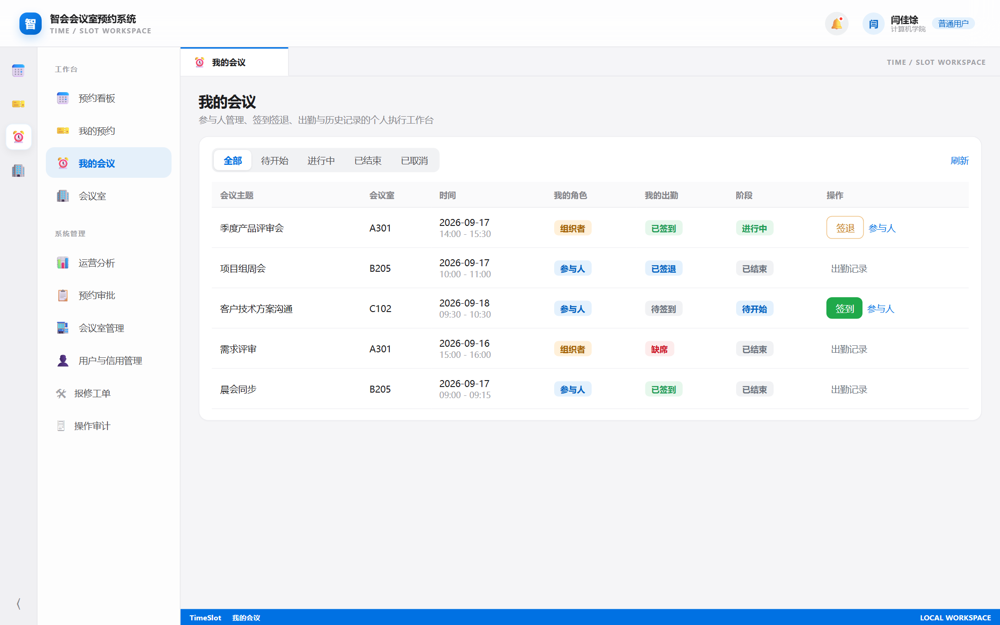 智
智会会议室预约系统
TIME / SLOT WORKSPACE
闫
闫佳馀
计算机学院
普通用户
工作台
预约看板
我的预约
我的会议
会议室
系统管理
运营分析
预约审批
会议室管理
用户与信用管理
报修工单
操作审计
我的会议
TIME / SLOT WORKSPACE
我的会议
参与人管理、签到签退、出勤与历史记录的个人执行工作台
全部 待开始 进行中 已结束 已取消
刷新
会议主题 会议室 时间 我的角色 我的出勤 阶段 操作
季度产品评审会 A301 2026-09-17 组织者 已签到 进行中 签退 参与人
14:00 - 15:30
项目组周会 B205 2026-09-17 参与人 已签退 已结束 出勤记录
10:00 - 11:00
客户技术方案沟通 C102 2026-09-18 参与人 待签到 待开始 签到 参与人
09:30 - 10:30
需求评审 A301 2026-09-16 组织者 缺席 已结束 出勤记录
15:00 - 16:00
晨会同步 B205 2026-09-17 参与人 已签到 已结束 出勤记录
09:00 - 09:15
TimeSlot 我的会议
LOCAL WORKSPACE